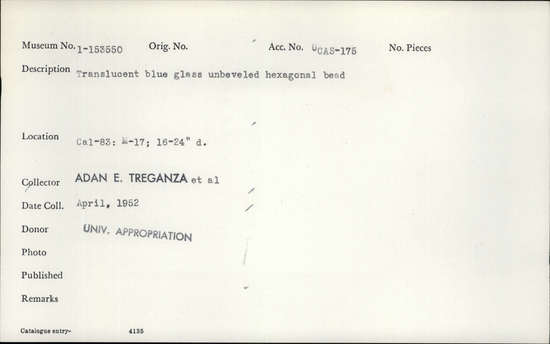 Museum No. 1-153550 Orig. No. Acc. No. UCAS-175 No. Pieces
Description Translucent blue glass unbeveled hexagonal bead
Location Cal-83: M-17; 16-24" d.
Collector ADAN E. TREGANZA et al
Date Coll. April, 1952
Donor UNIV. APPROPRIATION
Photo
Published
Remarks
Catalogue entry- 4135